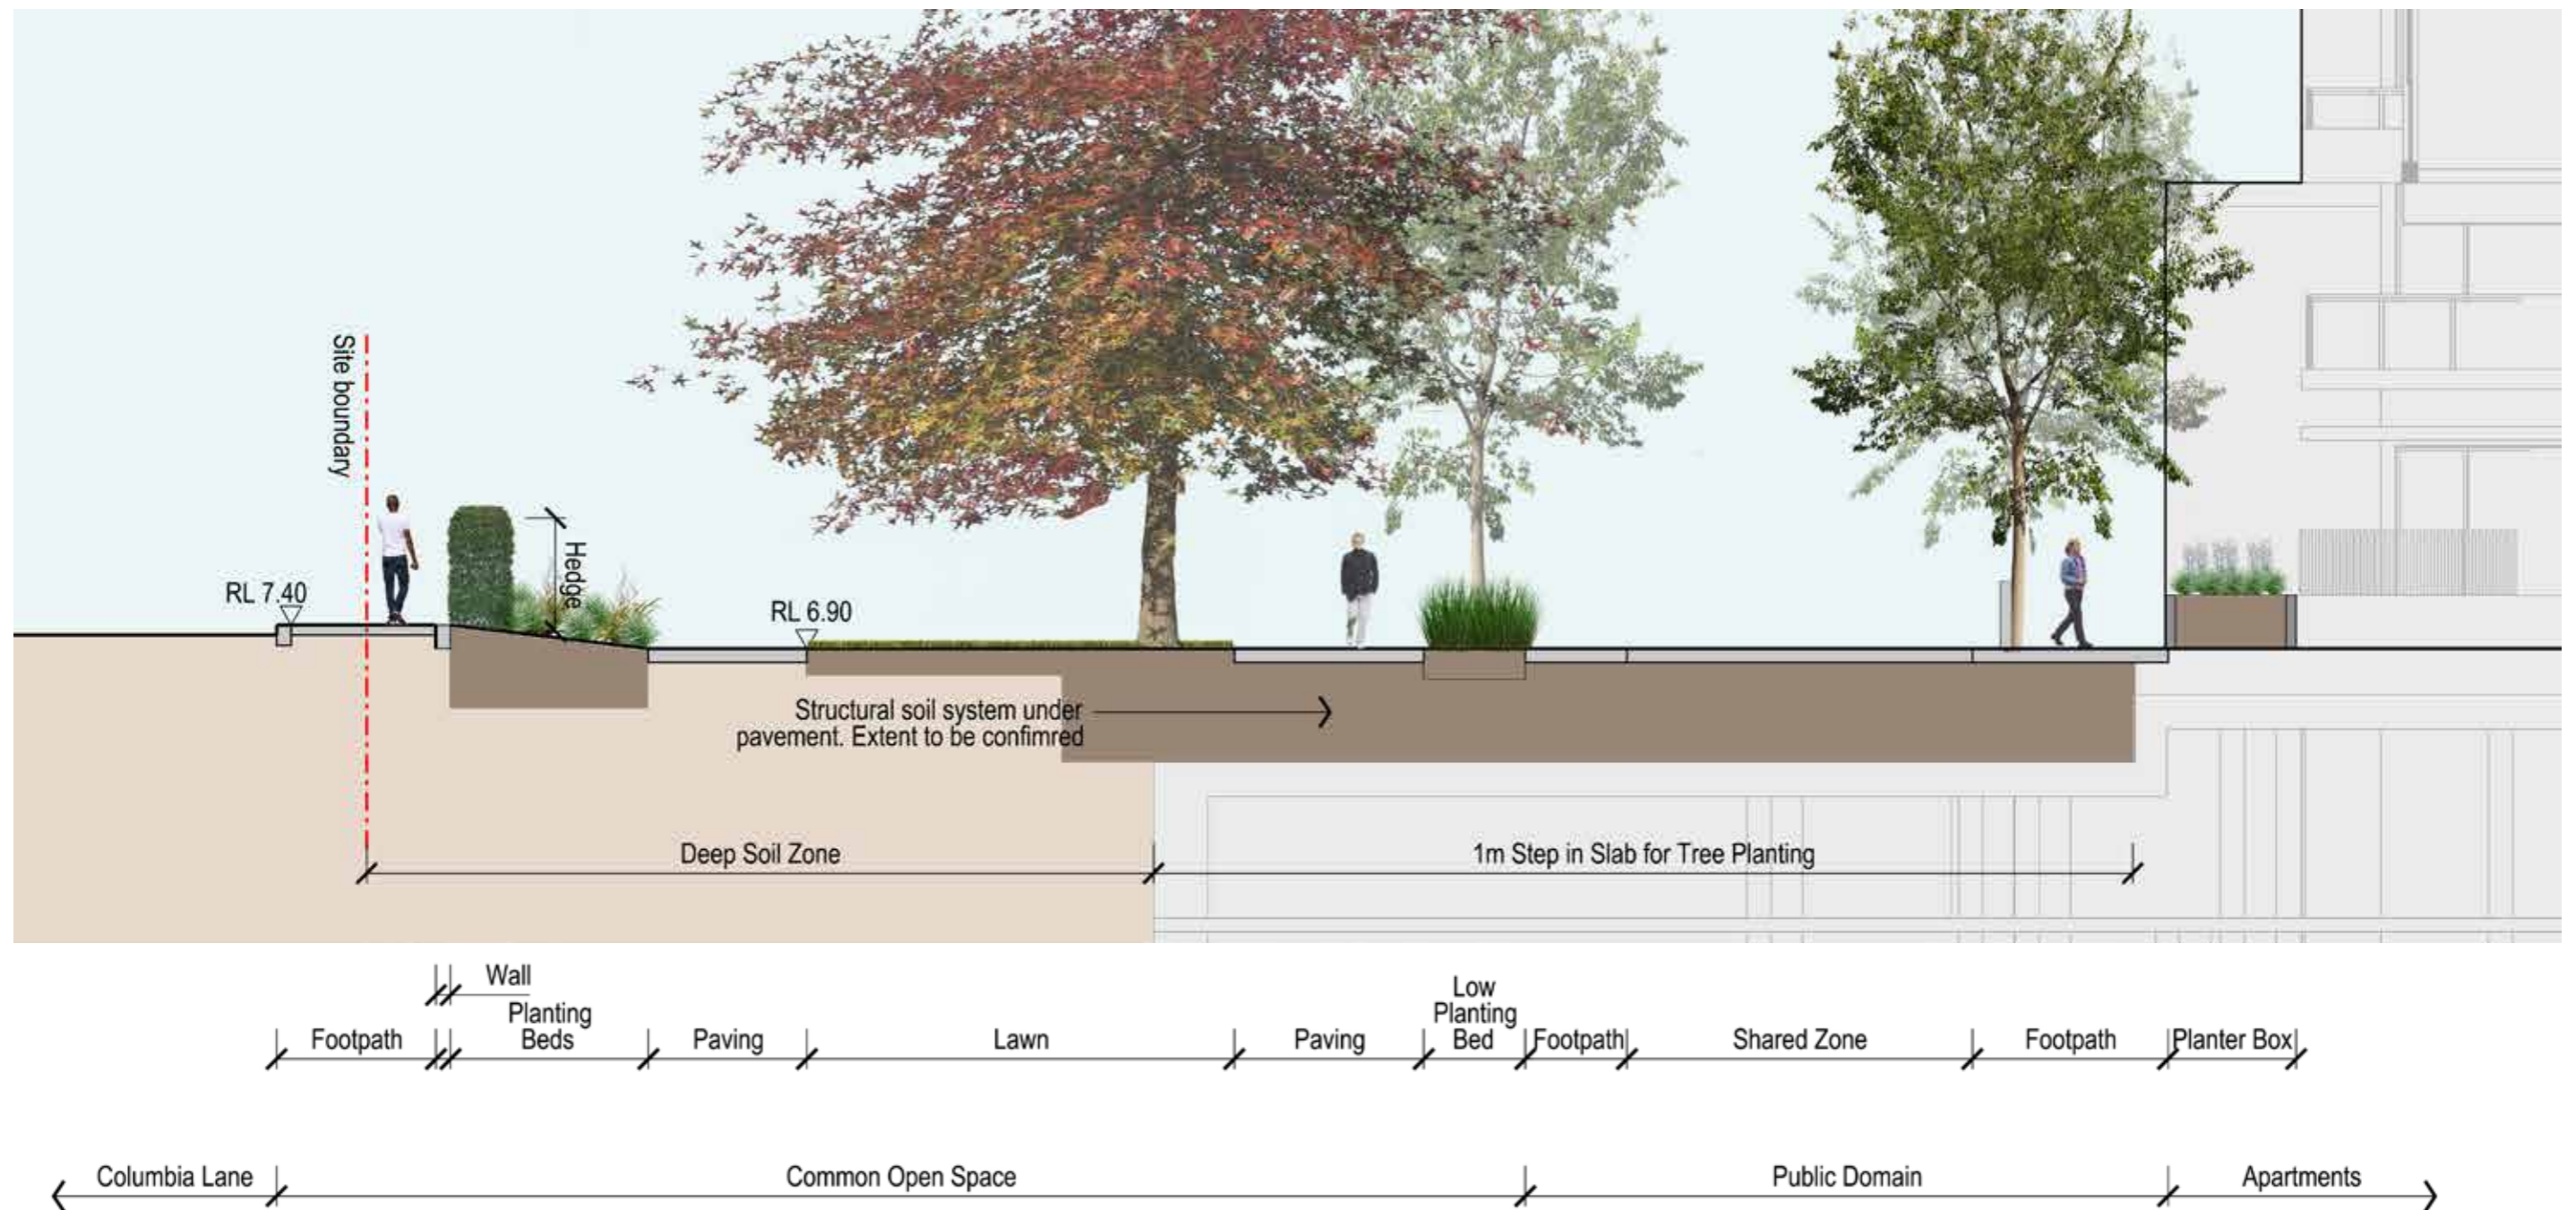 Site boundary
RL 7.40
Hedge
RL 6.90
Structural soil system under
pavement. Extent to be confimred
Deep Soil Zone
1m Step in Slab for Tree Planting
Wall
Footpath
Planting
Beds
Paving
Lawn
Paving
Low
Planting
Bed
Footpath
Shared Zone
Footpath
Planter Box
Columbia Lane
Common Open Space
Public Domain
Apartments